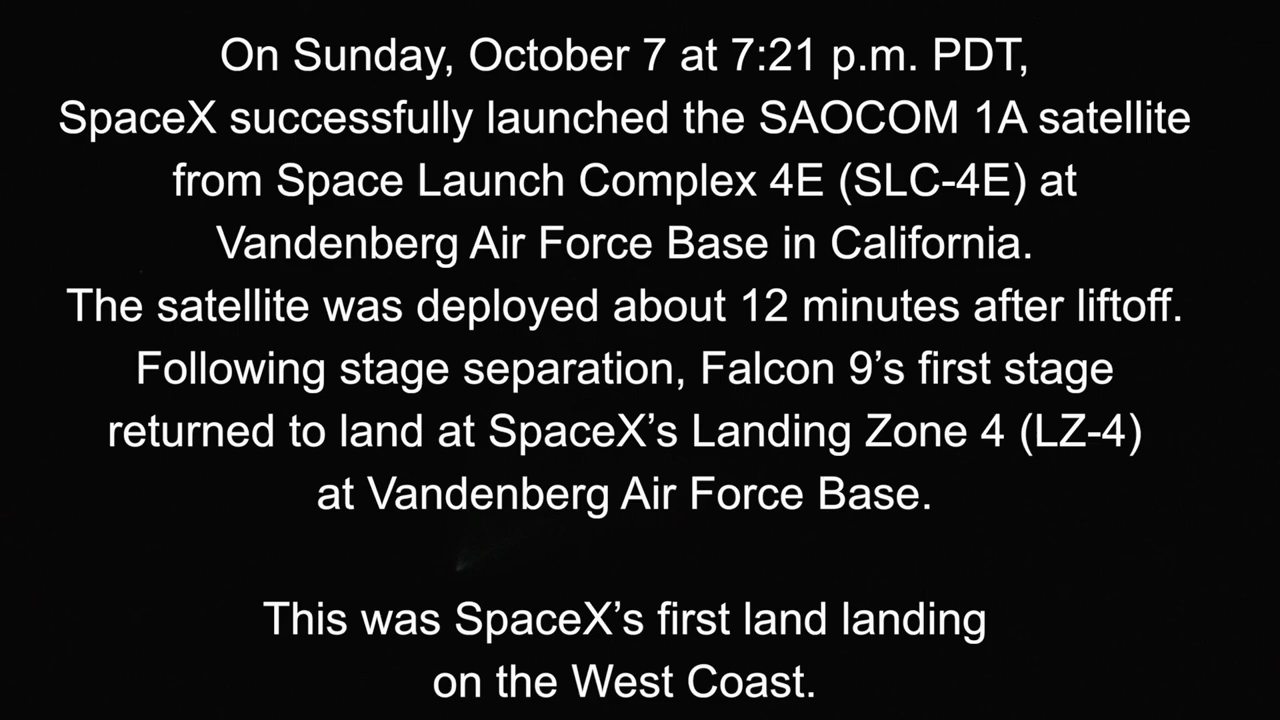 On Sunday, October 7 at 7:21 p.m. PDT,
SpaceX successfully launched the SAOCOM 1A satellite
from Space Launch Complex 4E (SLC-4E) at
Vandenberg Air Force Base in California.
The satellite was deployed about 12 minutes after liftoff.
Following stage separation, Falcon 9’s first stage
returned to land at SpaceX’s Landing Zone 4 (LZ-4)
at Vandenberg Air Force Base.
This was SpaceX’s first land landing
on the West Coast.